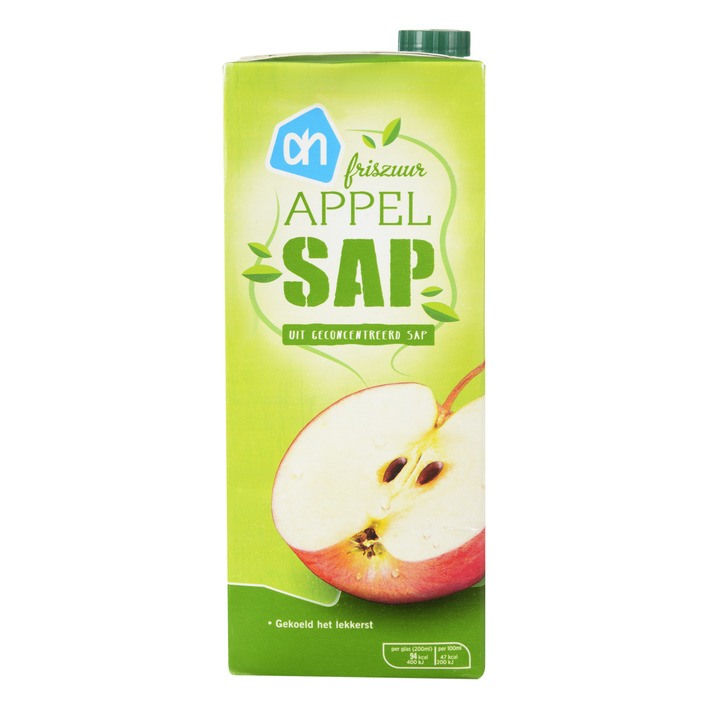 ah
friszuur
APPEL
SAP
UIT GECONCENTREERD SAP
• Gekoeld het lekkerst
per glas (200ml) per 100ml
94 kcal 47 kcal
400 kJ 200 kJ